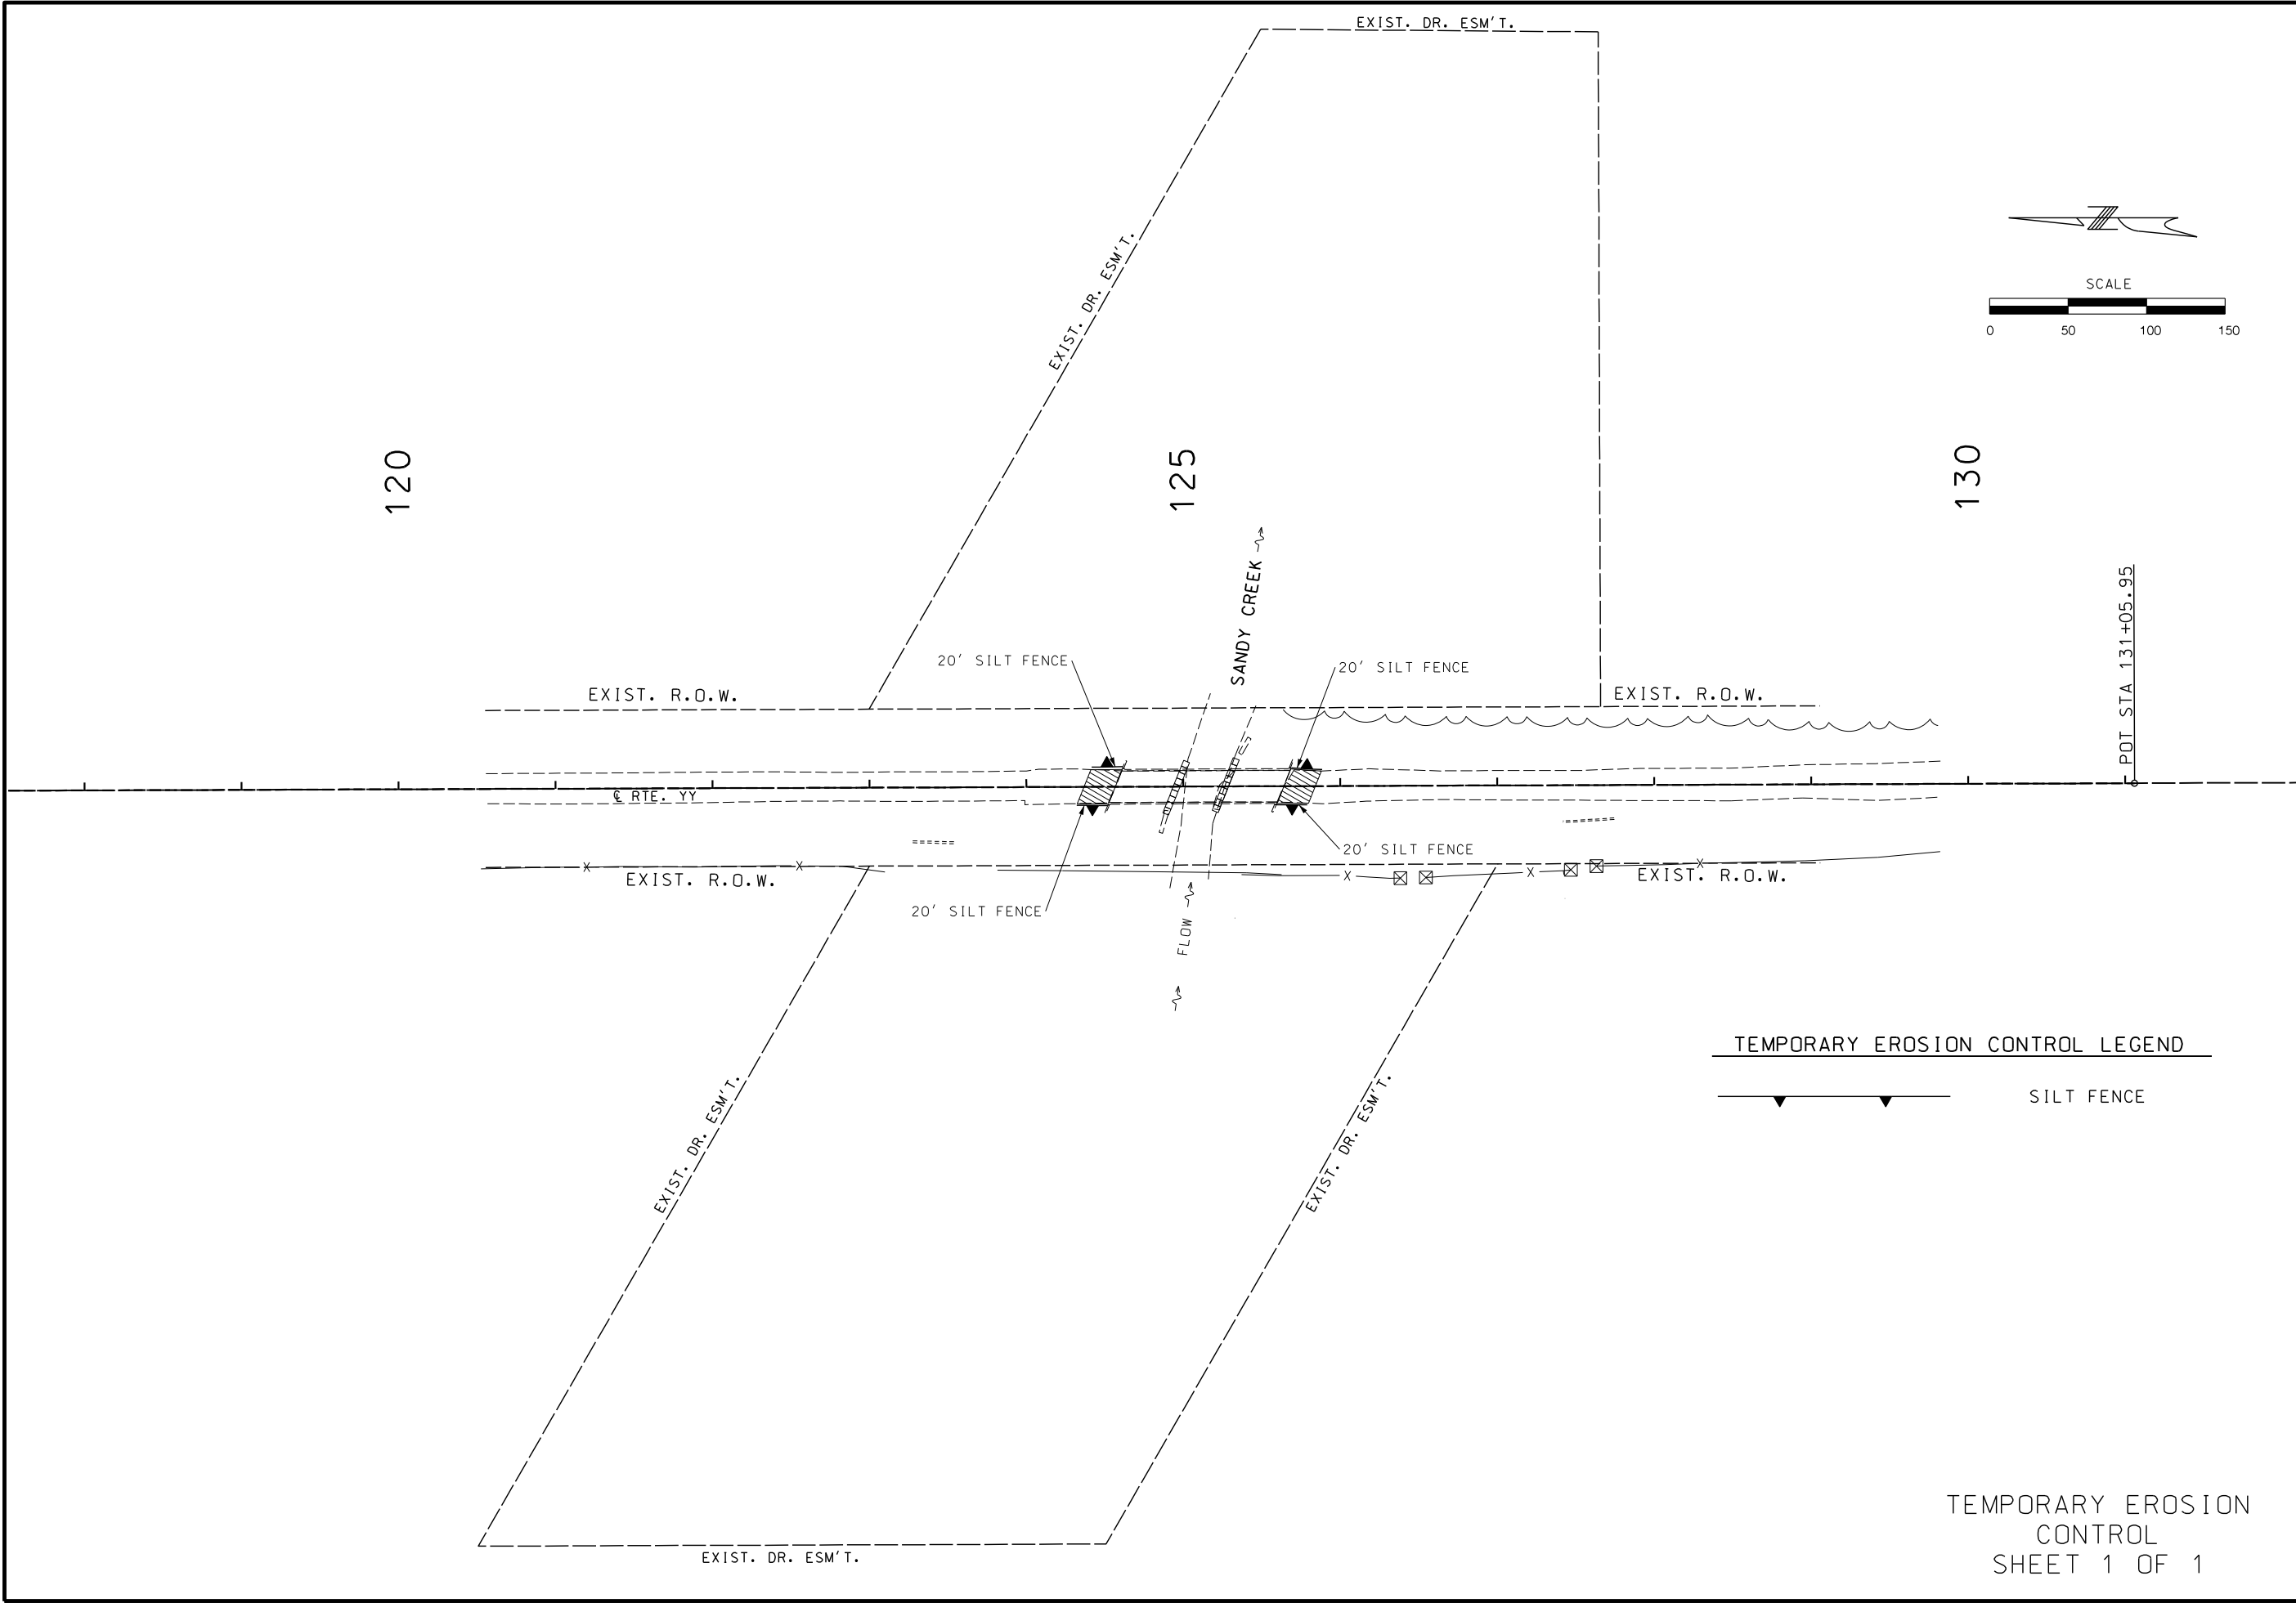 EXIST. DR. ESM'T.
EXIST. DR. ESM'T.
SCALE
0 50 100 150
120
125
130
SANDY CREEK
POT STA 131+05.95
20' SILT FENCE
20' SILT FENCE
EXIST. R.O.W.
EXIST. R.O.W.
℄ RTE. YY
20' SILT FENCE
EXIST. R.O.W.
EXIST. R.O.W.
20' SILT FENCE
FLOW
X
X
X
X
X
TEMPORARY EROSION CONTROL LEGEND
SILT FENCE
EXIST. DR. ESM'T.
EXIST. DR. ESM'T.
EXIST. DR. ESM'T.
TEMPORARY EROSION
CONTROL
SHEET 1 OF 1